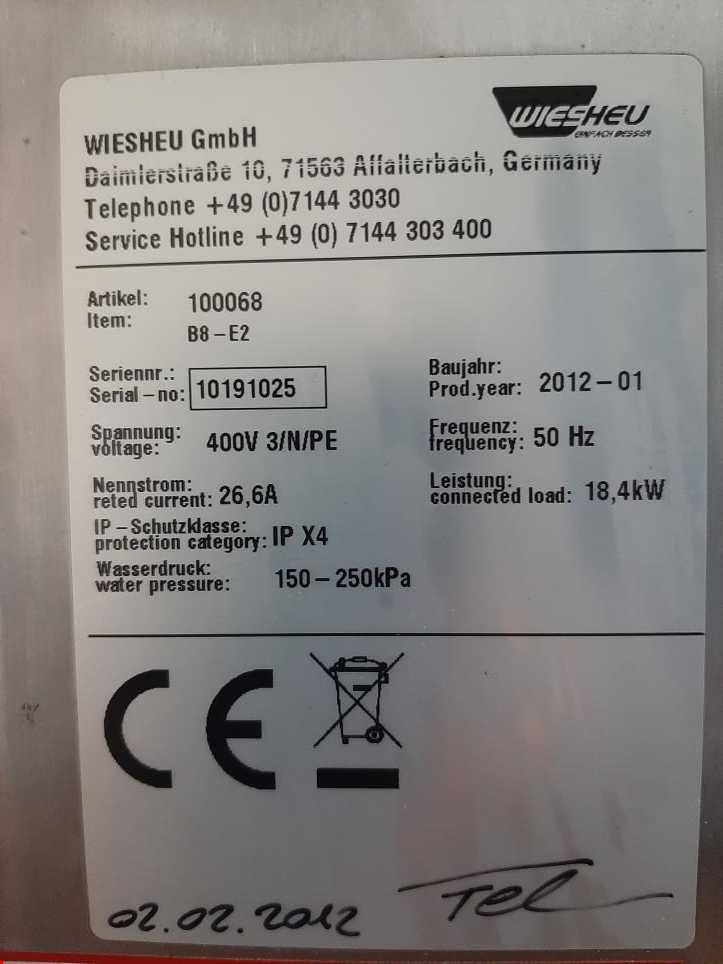 WIESHEU
EINFACH BESSER
WIESHEU GmbH
Daimlerstraße 10, 71563 Affalterbach, Germany
Telephone +49 (0)7144 3030
Service Hotline +49 (0) 7144 303 400
Artikel:
Item: 100068
B8-E2
Seriennr.:
Serial-no: 10191025
Baujahr:
Prod.year: 2012-01
Spannung:
voltage: 400V 3/N/PE
Frequenz:
frequency: 50 Hz
Nennstrom:
reted current: 26,6A
Leistung:
connected load: 18,4kW
IP-Schutzklasse:
protection category: IP X4
Wasserdruck:
water pressure: 150-250kPa
CE
02.02.2012